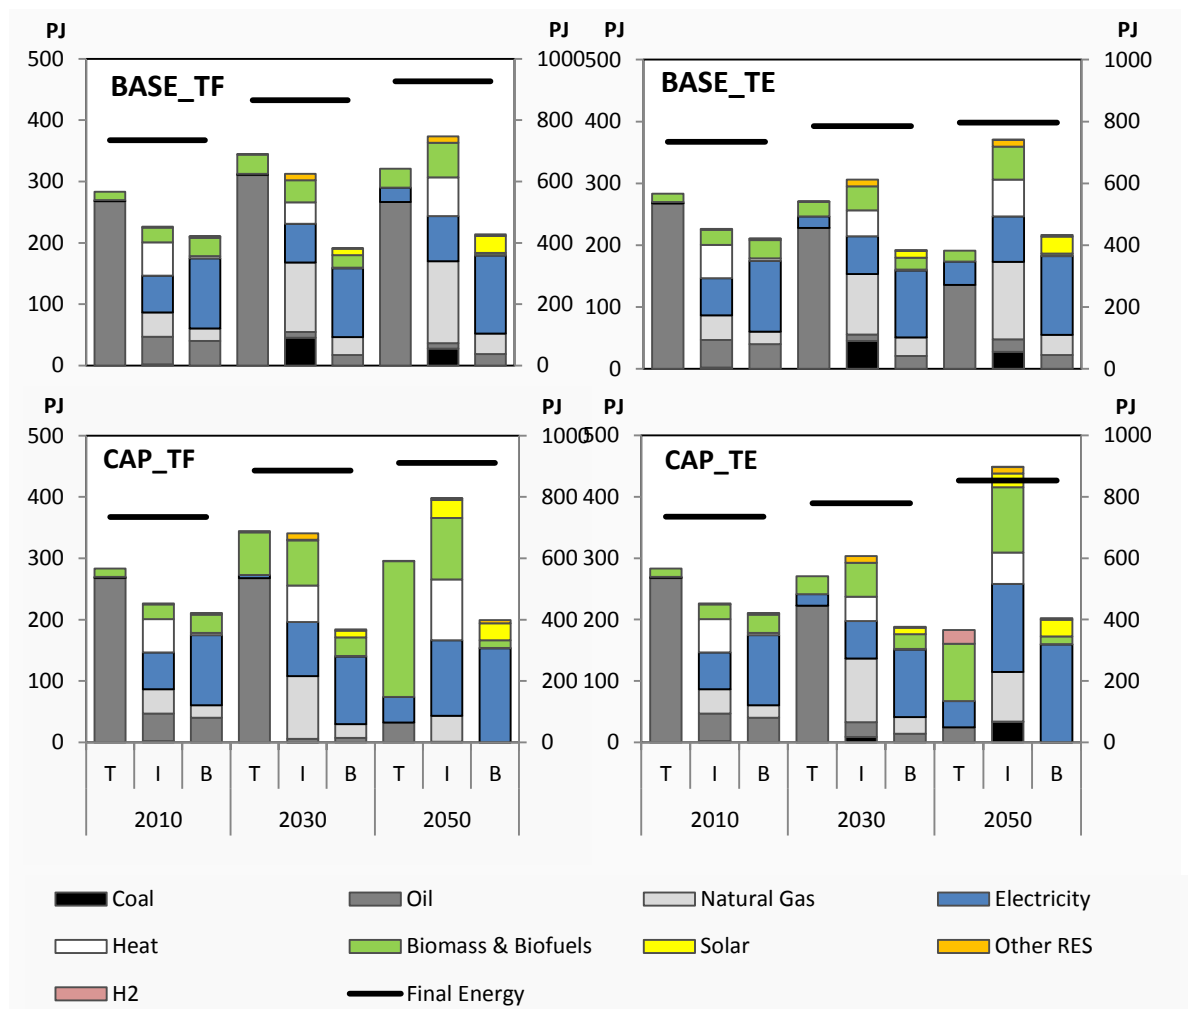 PJ PJ PJ
500 1000 500 1000
BASE_TF BASE_TE
400 800 400 800
300 600 300 600
200 400 200 400
100 200 100 200
0 0 0 0
PJ PJ PJ PJ
500 1000 500 1000
CAP_TF CAP_TE
400 800 400 800
300 600 300 600
200 400 200 400
100 200 100 200
0 0 0 0
T I B T I B T I B T I B T I B T I B
2010 2030 2050 2010 2030 2050
Coal Oil Natural Gas Electricity
Heat Biomass & Biofuels Solar Other RES
H2 Final Energy